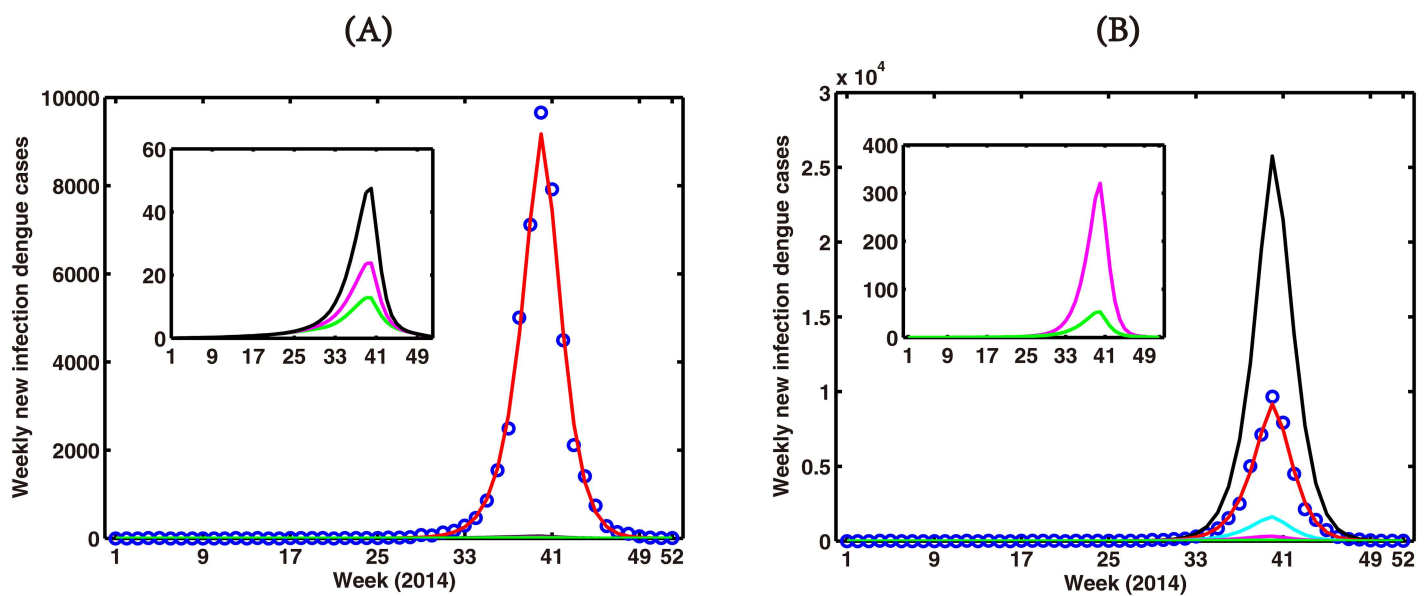 (A)
Weekly new infection dengue cases
10000
8000
6000
4000
2000
0
60
40
20
0
1 9 17 25 33 41 49
1 9 17 25 33 41 49 52
Week (2014)
(B)
Weekly new infection dengue cases
x 10^4
3
2.5
2
1.5
1
0.5
0
400
300
200
100
0
1 9 17 25 33 41 49
1 9 17 25 33 41 49 52
Week (2014)